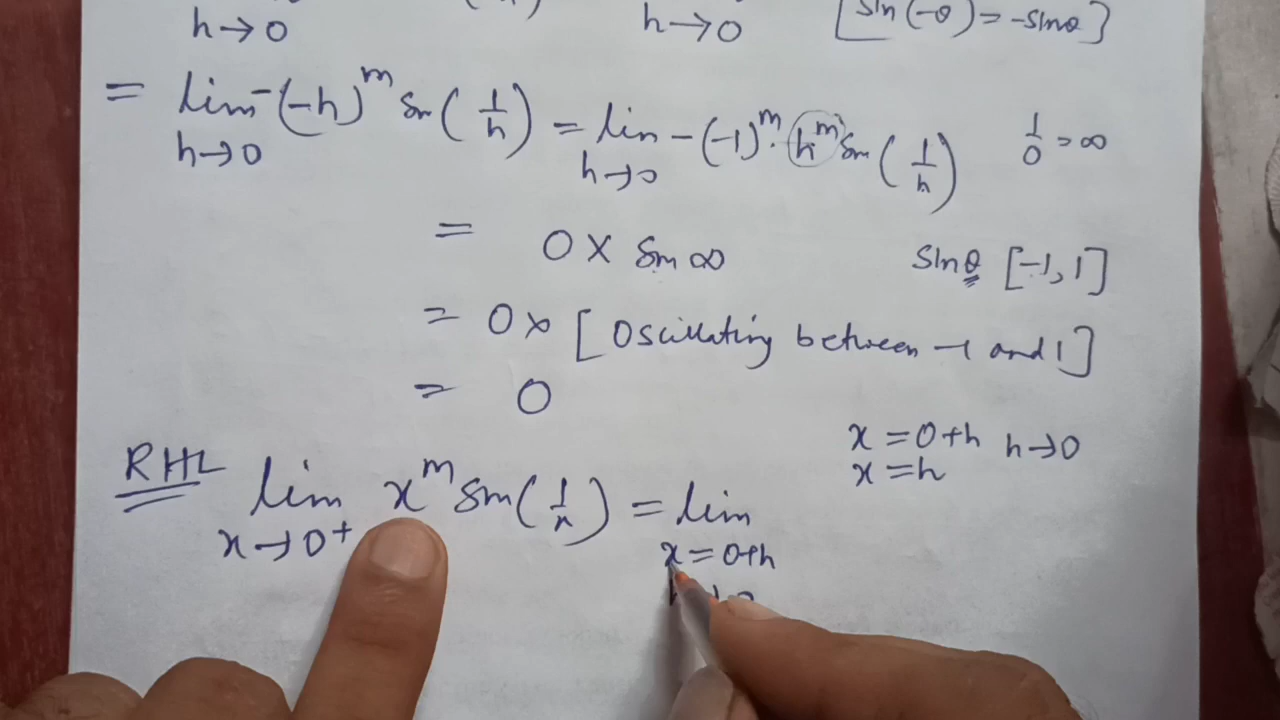 h→0 h→0 [sin(-θ)=-sinθ]
= lim -(-h)^m sin(1/h) = lim -(-1)^m · h^m sin(1/h) 1/0 = ∞
h→0 h→0
= 0 × sin ∞ sinθ [-1, 1]
= 0 × [Oscillating between -1 and 1]
= 0
x = 0+h h→0
x = h
RHL lim x^m sin(1/x) = lim
x→0+ x = 0+h